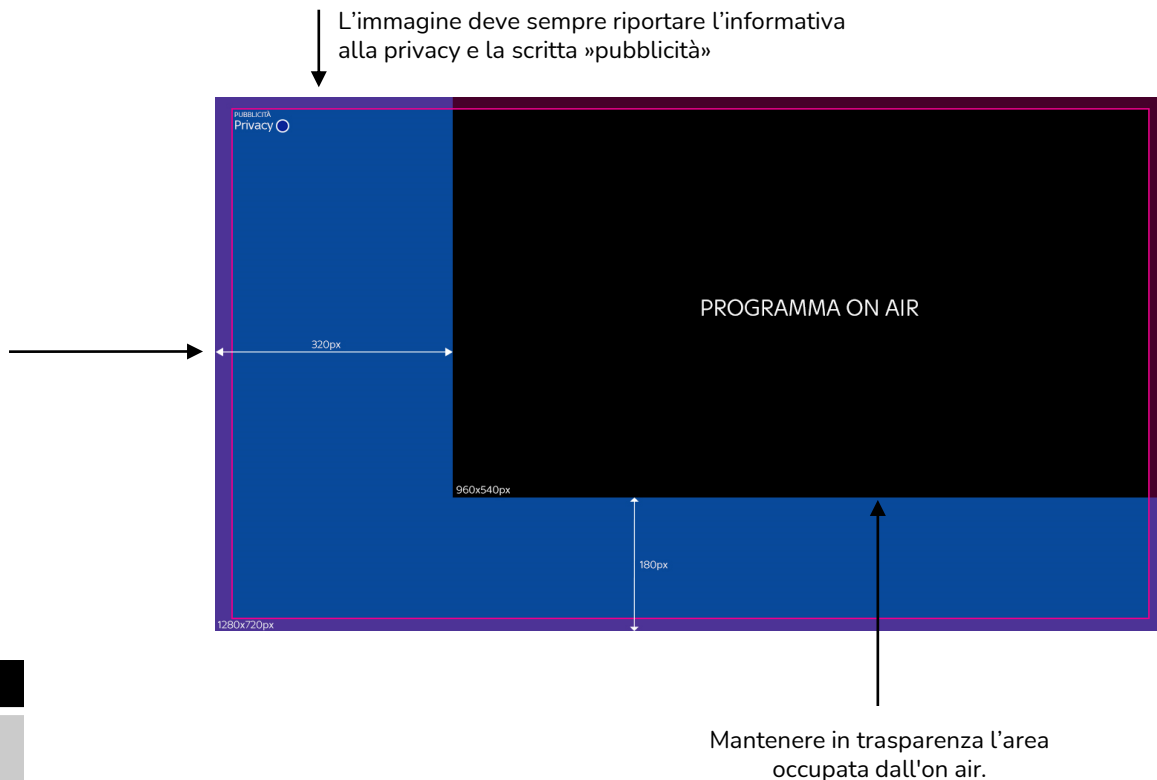 L’immagine deve sempre riportare l’informativa
alla privacy e la scritta »pubblicità»
PUBBLICITÀ
Privacy
PROGRAMMA ON AIR
320px
960x540px
180px
1280x720px
Mantenere in trasparenza l’area
occupata dall'on air.